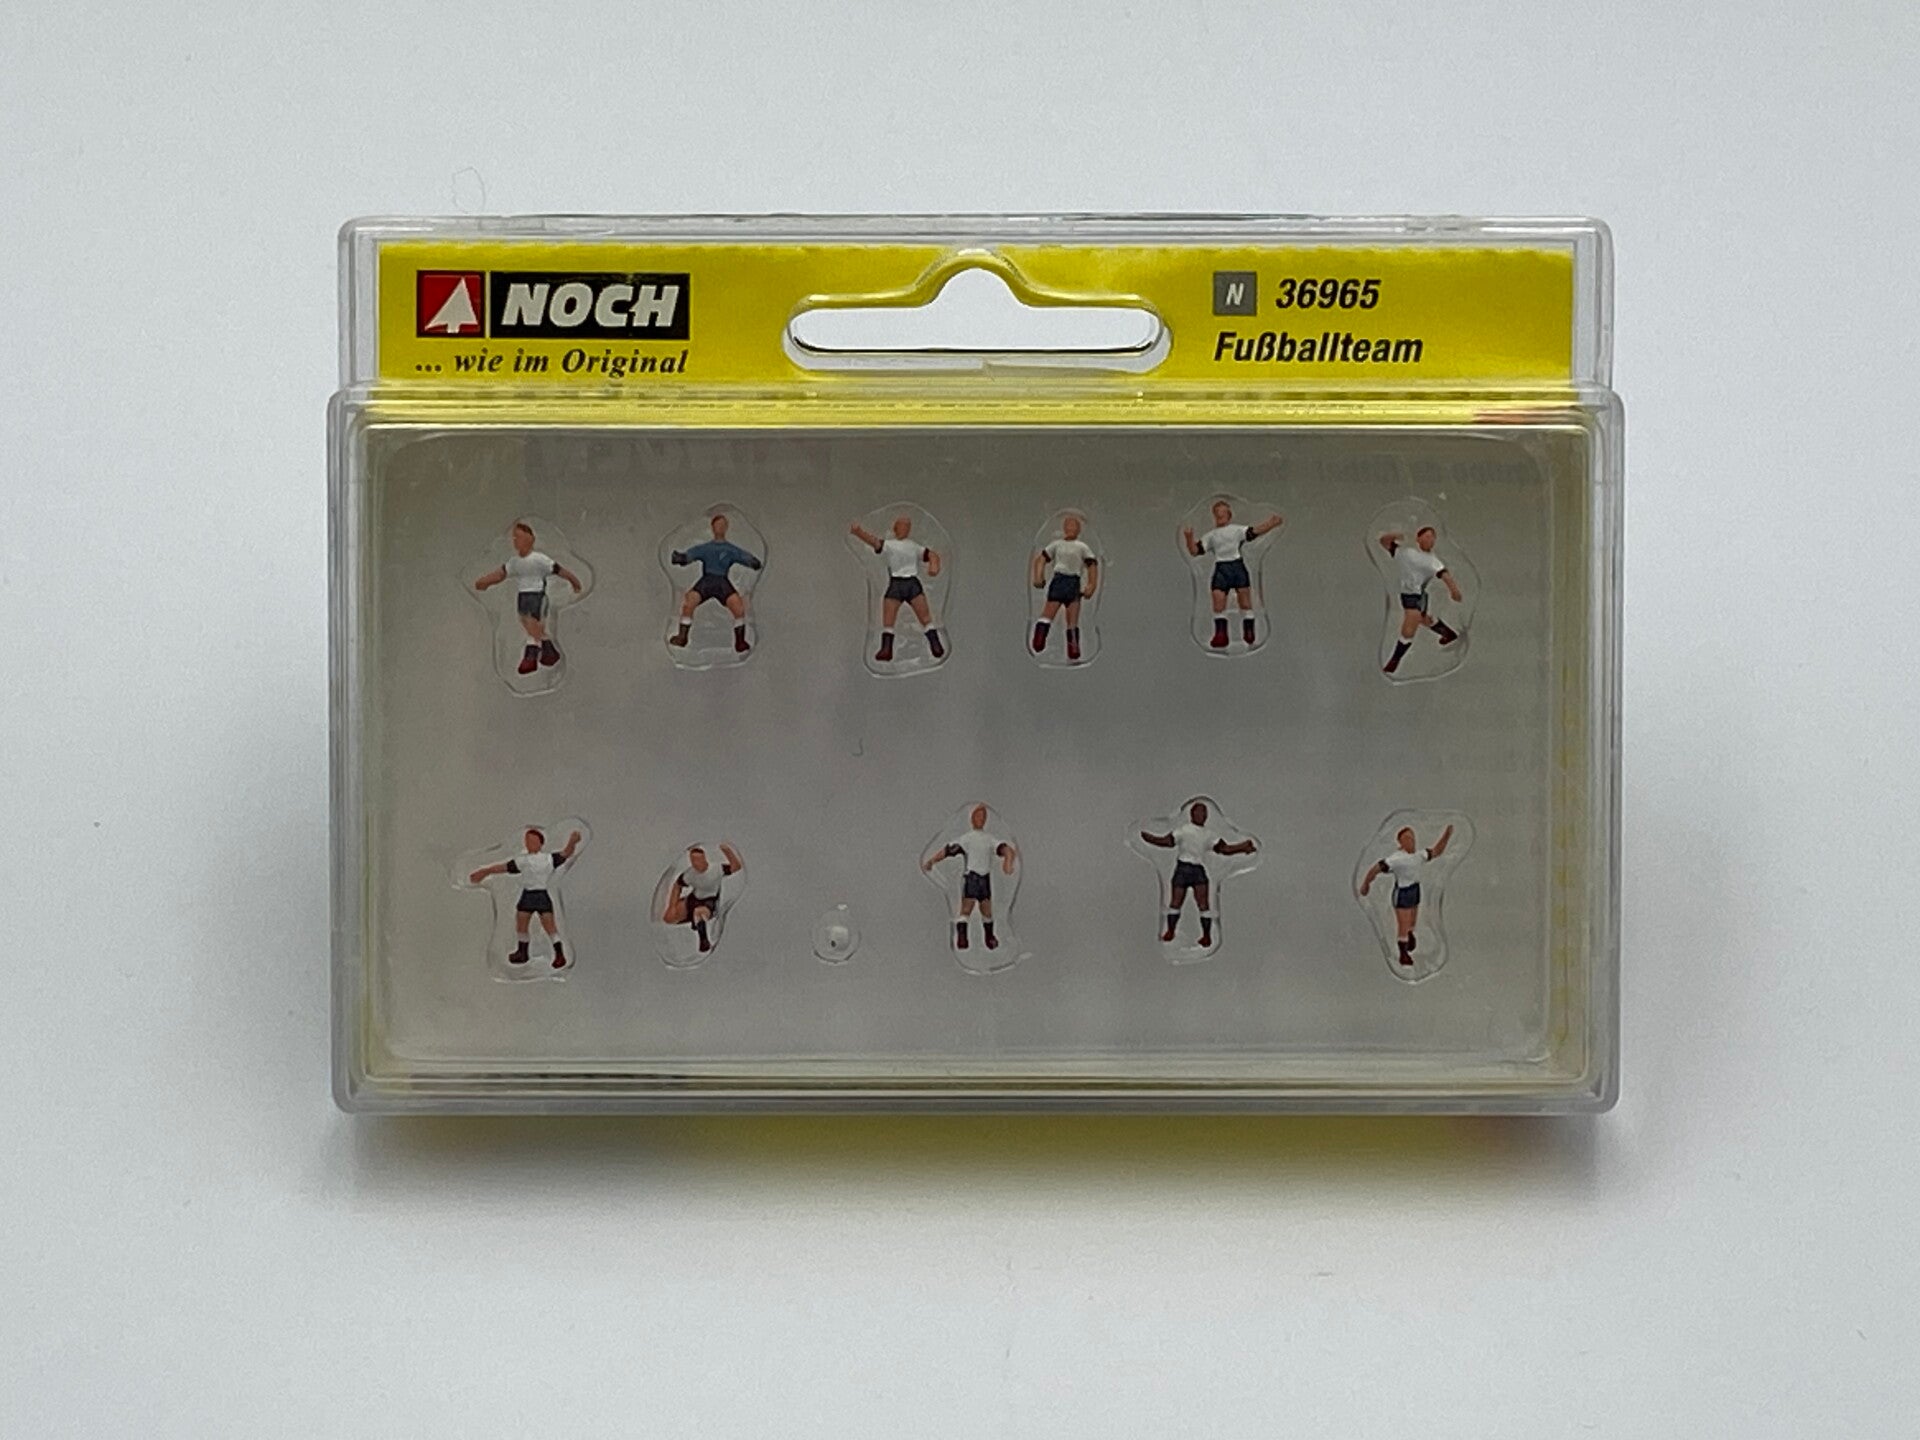 NOCH
... wie im Original
N 36965
Fußballteam